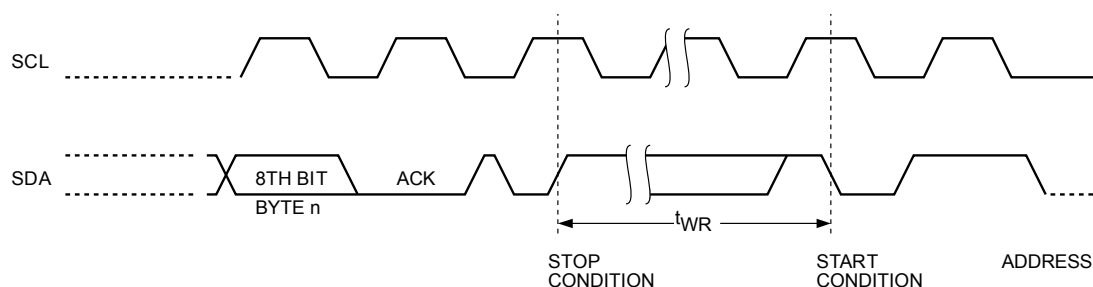 SCL
SDA
8TH BIT
ACK
BYTE n
tWR
STOP
CONDITION
START
CONDITION
ADDRESS